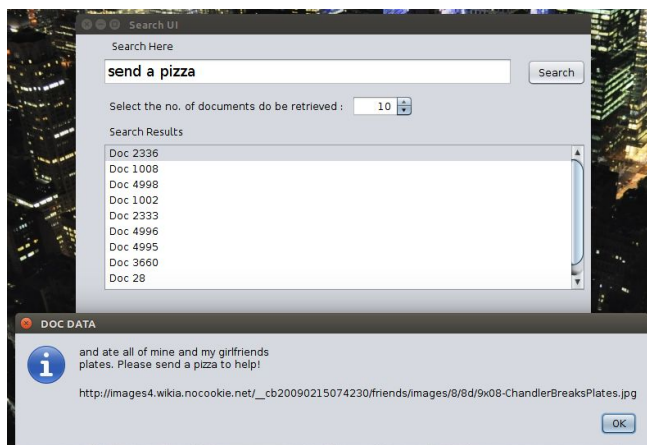 Search UI
Search Here
send a pizza
Search
Select the no. of documents do be retrieved :
10
Search Results
Doc 2336
Doc 1008
Doc 4998
Doc 1002
Doc 2333
Doc 4996
Doc 4995
Doc 3660
Doc 28
DOC DATA
and ate all of mine and my girlfriends
plates. Please send a pizza to help!
http://images4.wikia.nocookie.net/__cb20090215074230/friends/images/8/8d/9x08-ChandlerBreaksPlates.jpg
OK